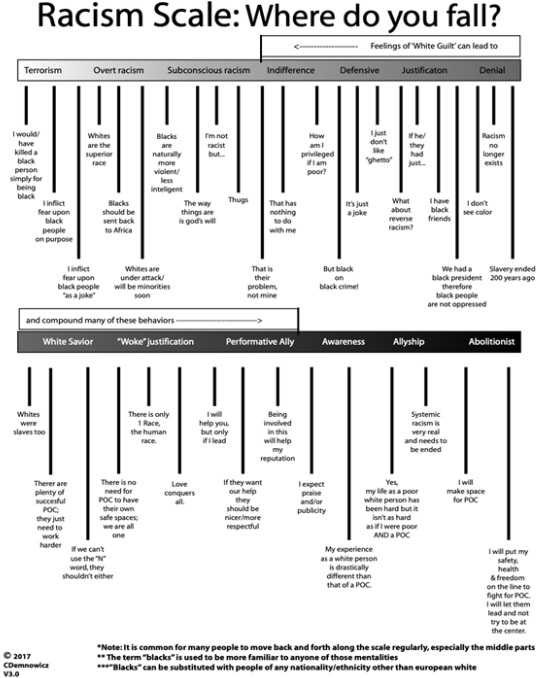 Racism Scale: Where do you fall?
<-------------------- Feelings of 'White Guilt' can lead to
Terrorism Overt racism Subconscious racism Indifference Defensive Justificaton Denial
I would/
have
killed a
black
person
simply for
being
black
I inflict
fear upon
black
people
on purpose
I inflict
fear upon
black people
"as a joke"
Whites
are the
superior
race
Blacks
should be
sent back
to Africa
Whites are
under attack/
will be minorities
soon
Blacks
are
naturally
more
violent/
less
inteligent
The way
things are
is god's will
I'm not
racist
but...
Thugs
That is
their
problem,
not mine
That has
nothing
to do
with me
How
am I
privileged
if I am
poor?
But black
on
black crime!
It's just
a joke
I just
don't
like
"ghetto"
What
about
reverse
racism?
If he/
they
had
just...
I have
black
friends
We had a
black president
therefore
black people
are not oppressed
I don't
see color
Racism
no
longer
exists
Slavery ended
200 years ago
and compound many of these behaviors ----------------------------->
White Savior "Woke" justification Performative Ally Awareness Allyship Abolitionist
Whites
were
slaves too
Therer are
plenty of
succesful
POC;
they just
need to
work
harder
If we can't
use the "N"
word, they
shouldn't either
There is no
need for
POC to have
their own
safe spaces;
we are all
one
There is only
1 Race,
the human
race.
Love
conquers
all.
I will
help you,
but only
if I lead
If they want
our help
they
should be
nicer/more
respectful
Being
involved
in this
will help
my
reputation
I expect
praise
and/or
publicity
My experience
as a white person
is drastically
different than
that of a POC.
Yes,
my life as a poor
white person has
been hard but it
isn't as hard
as if I were poor
AND a POC
Systemic
racism is
very real
and needs to
be ended
I will
make space
for POC
I will put my
safety,
health
& freedom
on the line to
fight for POC.
I will let them
lead and not
try to be at
the center.
© 2017
CDemnowicz
V3.0
*Note: It is common for many people to move back and forth along the scale regularly, especially the middle parts
** The term "blacks" is used to be more familiar to anyone of those mentalities
***"Blacks" can be substituted with people of any nationality/ethnicity other than european white